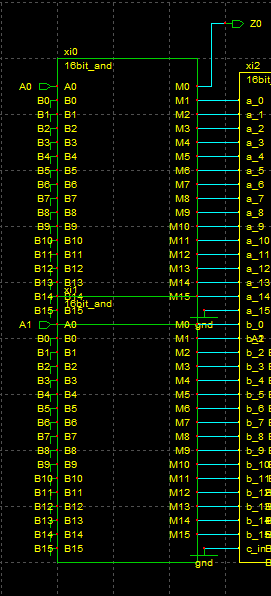 Z0
xi0 xi2
16bit_and 16bit
A0 A0 M0
B0 B0 M1 a_0
B1 B1 M2 a_1
B2 B2 M3 a_2
B3 B3 M4 a_3
B4 B4 M5 a_4
B5 B5 M6 a_5
B6 B6 M7 a_6
B7 B7 M8 a_7
B8 B8 M9 a_8
B9 B9 M10 a_9
B10 B10 M11 a_10
B11 B11 M12 a_11
B12 B12 M13 a_12
B13 B13 M14 a_13
xi1
B14 B14 M15 a_14
16bit_and
B15 B15 a_15
A1 A0 M0 gnd b_0
B0 B0 M1
B1 B1 M2 b_2
B2 B2 M3 b_3
B3 B3 M4 b_4
B4 B4 M5 b_5
B5 B5 M6 b_6
B6 B6 M7 b_7
B7 B7 M8 b_8
B8 B8 M9 b_9
B9 B9 M10 b_10
B10 B10 M11 b_11
B11 B11 M12 b_12
B12 B12 M13 b_13
B13 B13 M14 b_14
B14 B14 M15 b_15
B15 B15 c_in
gnd